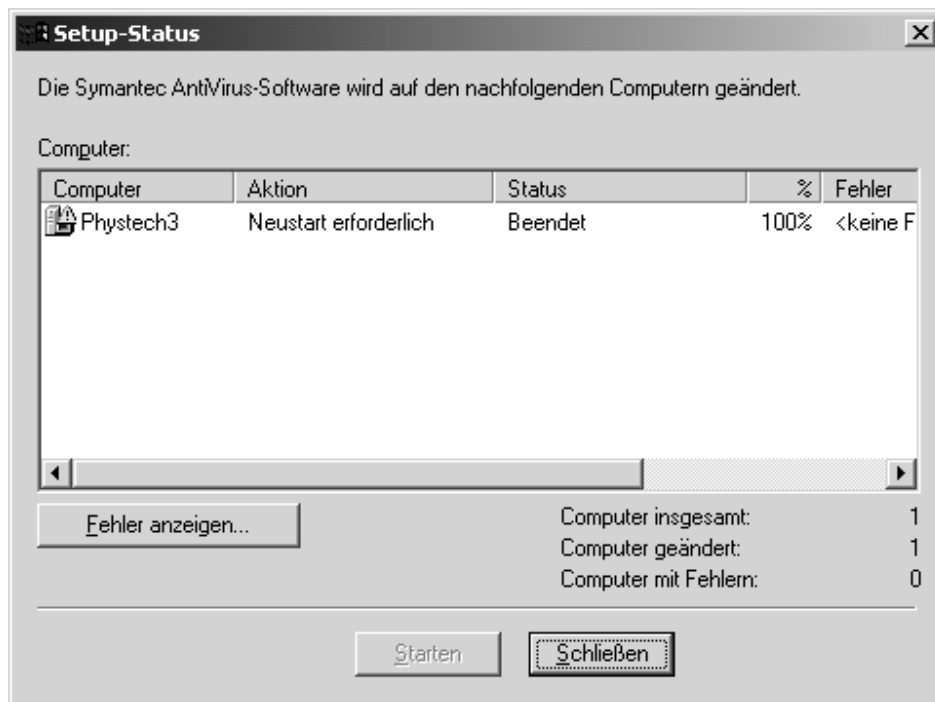 Setup-Status
Die Symantec AntiVirus-Software wird auf den nachfolgenden Computern geändert.
Computer:
Computer Aktion Status % Fehler
Phystech3 Neustart erforderlich Beendet 100% <keine F
Fehler anzeigen...
Computer insgesamt: 1
Computer geändert: 1
Computer mit Fehlern: 0
Starten Schließen